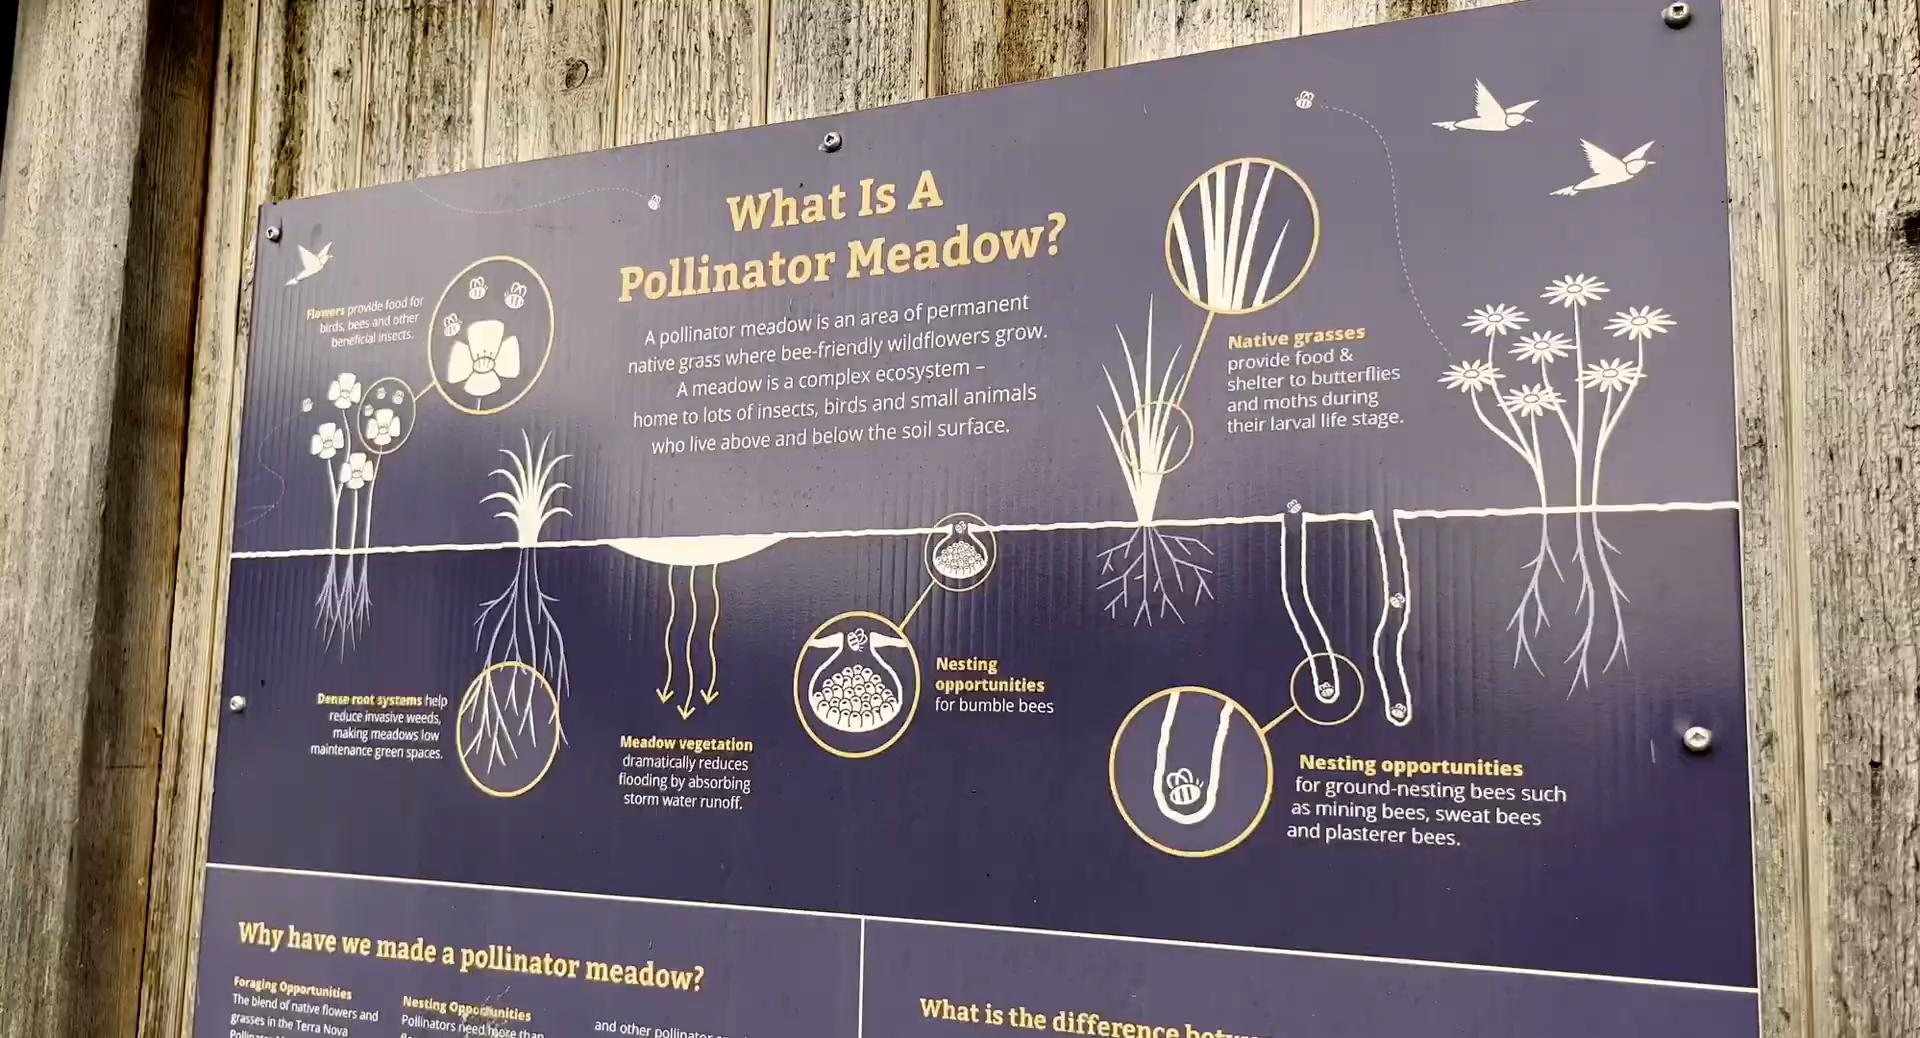 What Is A
Pollinator Meadow?
A pollinator meadow is an area of permanent
native grass where bee-friendly wildflowers grow.
A meadow is a complex ecosystem –
home to lots of insects, birds and small animals
who live above and below the soil surface.
Flowers provide food for
birds, bees and other
beneficial insects.
Native grasses
provide food &
shelter to butterflies
and moths during
their larval life stage.
Dense root systems help
reduce invasive weeds,
making meadows low
maintenance green spaces.
Meadow vegetation
dramatically reduces
flooding by absorbing
storm water runoff.
Nesting
opportunities
for bumble bees
Nesting opportunities
for ground-nesting bees such
as mining bees, sweat bees
and plasterer bees.
Why have we made a pollinator meadow?
Foraging Opportunities
The blend of native flowers and
grasses in the Terra Nova
Nesting Opportunities
Pollinators need more than
and other pollinator
What is the difference